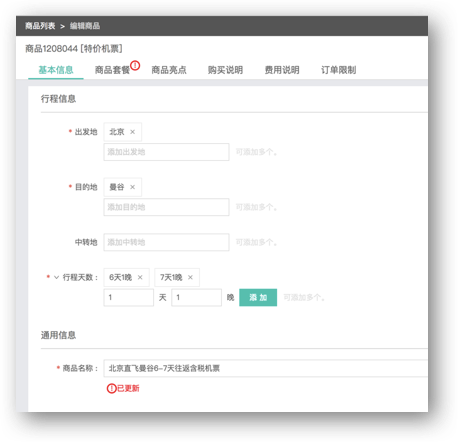 商品列表 > 编辑商品
商品1208044 [特价机票]
基本信息 商品套餐 商品亮点 购买说明 费用说明 订单限制
行程信息
* 出发地 北京 ×
添加出发地 可添加多个。
* 目的地 曼谷 ×
添加目的地 可添加多个。
中转地 添加中转地 可添加多个。
* 行程天数： 6天1晚 × 7天1晚 ×
1 天 1 晚 添 加 可添加多个。
通用信息
* 商品名称： 北京直飞曼谷6-7天往返含税机票
! 已更新